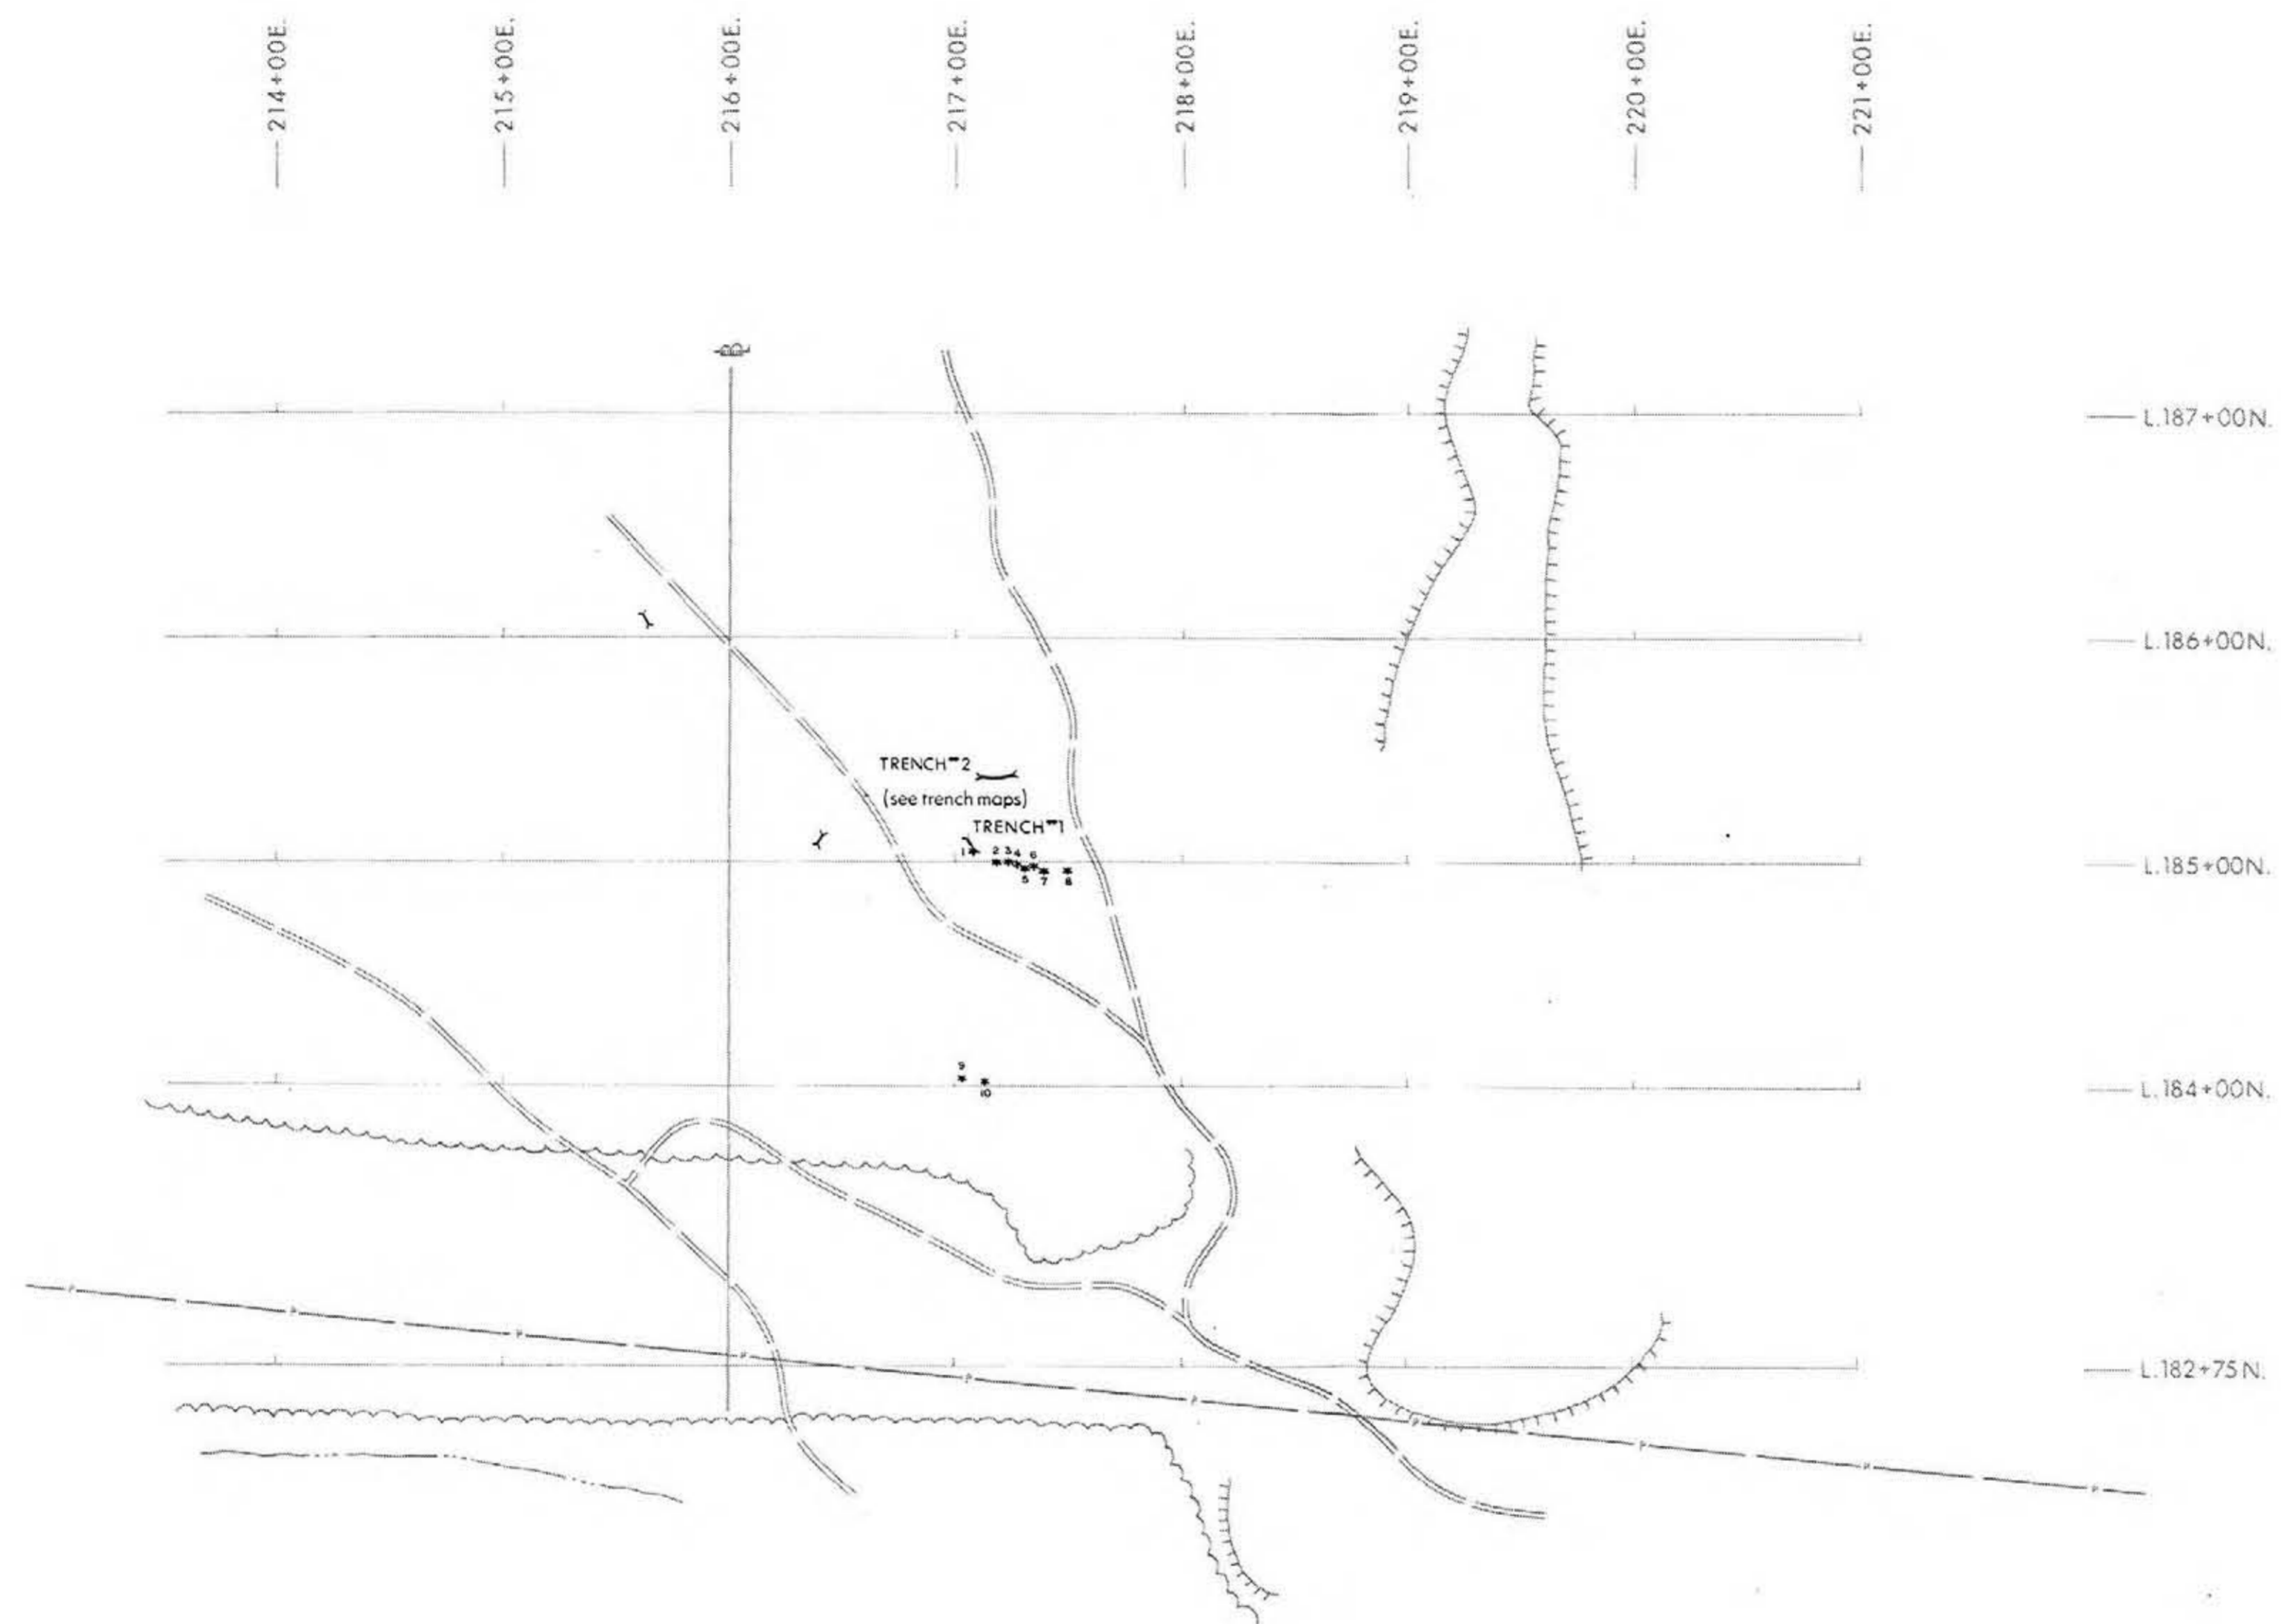 214+00E.
215+00E.
216+00E.
217+00E.
218+00E.
219+00E.
220+00E.
221+00E.
BL
L.187+00N.
L.186+00N.
TRENCH #2
(see trench maps)
TRENCH #1
1 2 3 4 6
5 7 8
L.185+00N.
9
10
L.184+00N.
P P P P P P P P P P
L.182+75N.